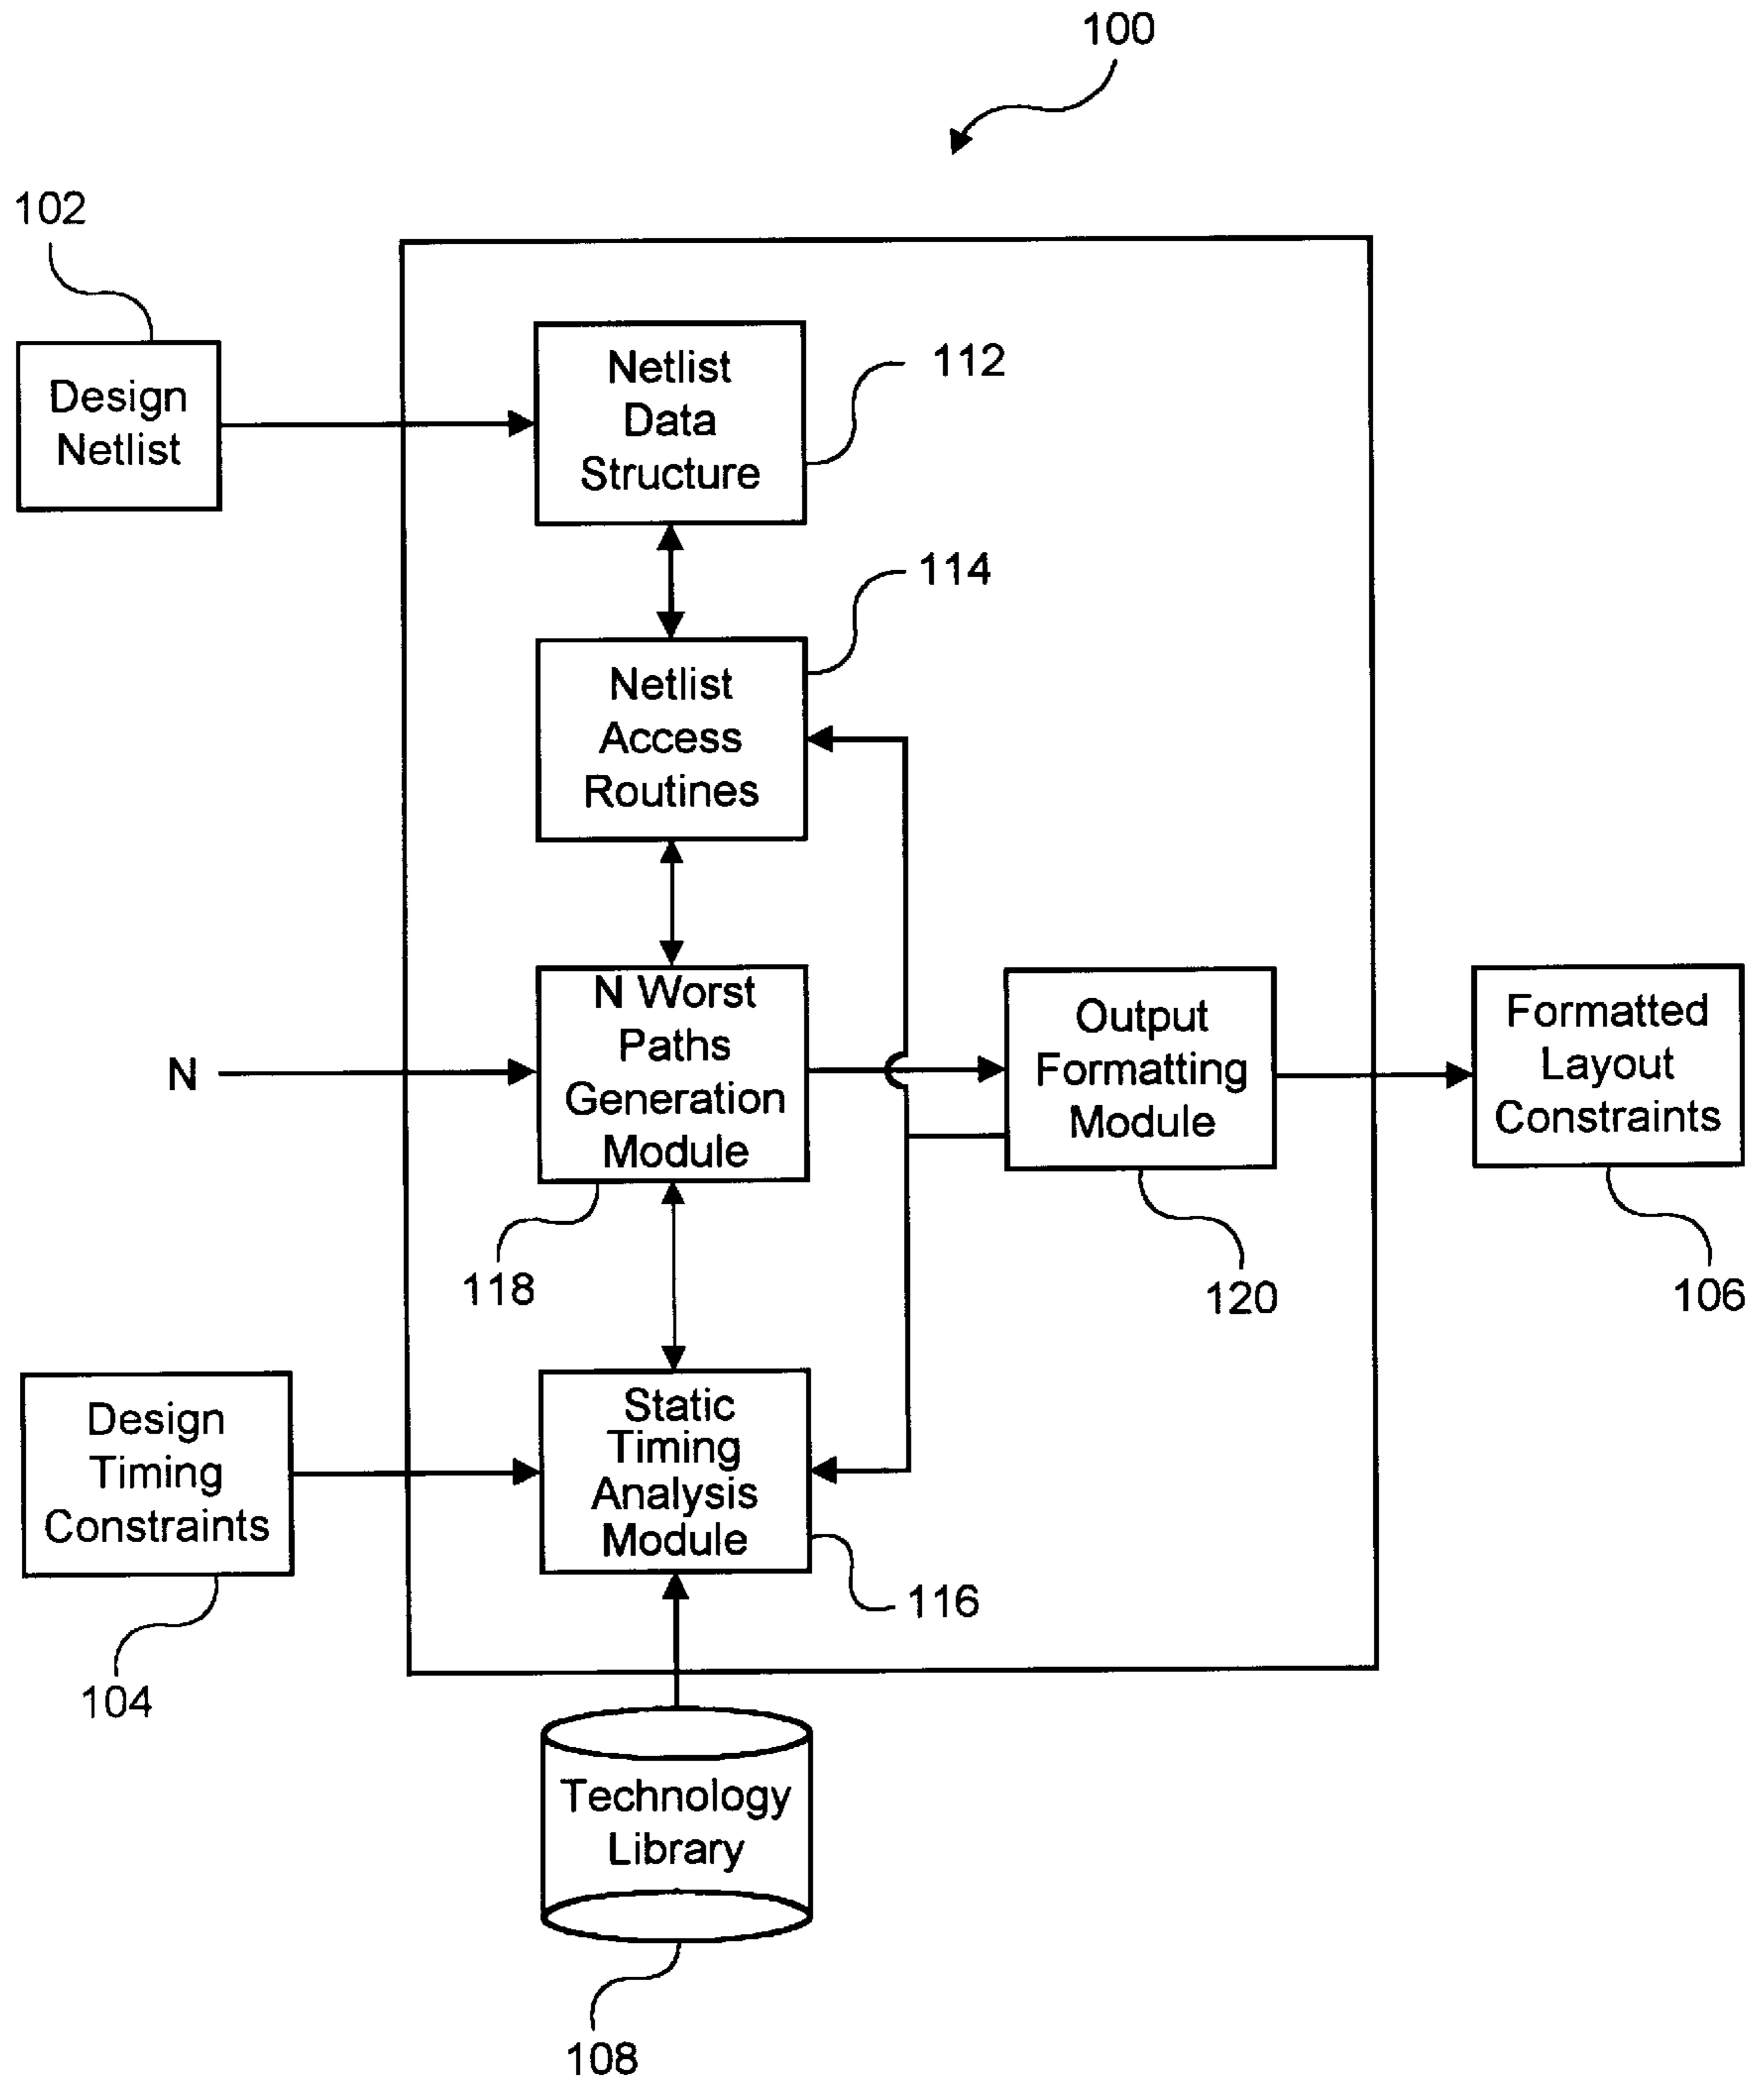 100
102
Design
Netlist
Netlist
Data
Structure
112
114
Netlist
Access
Routines
N
N Worst
Paths
Generation
Module
Output
Formatting
Module
Formatted
Layout
Constraints
118
120
106
Design
Timing
Constraints
Static
Timing
Analysis
Module
116
104
Technology
Library
108